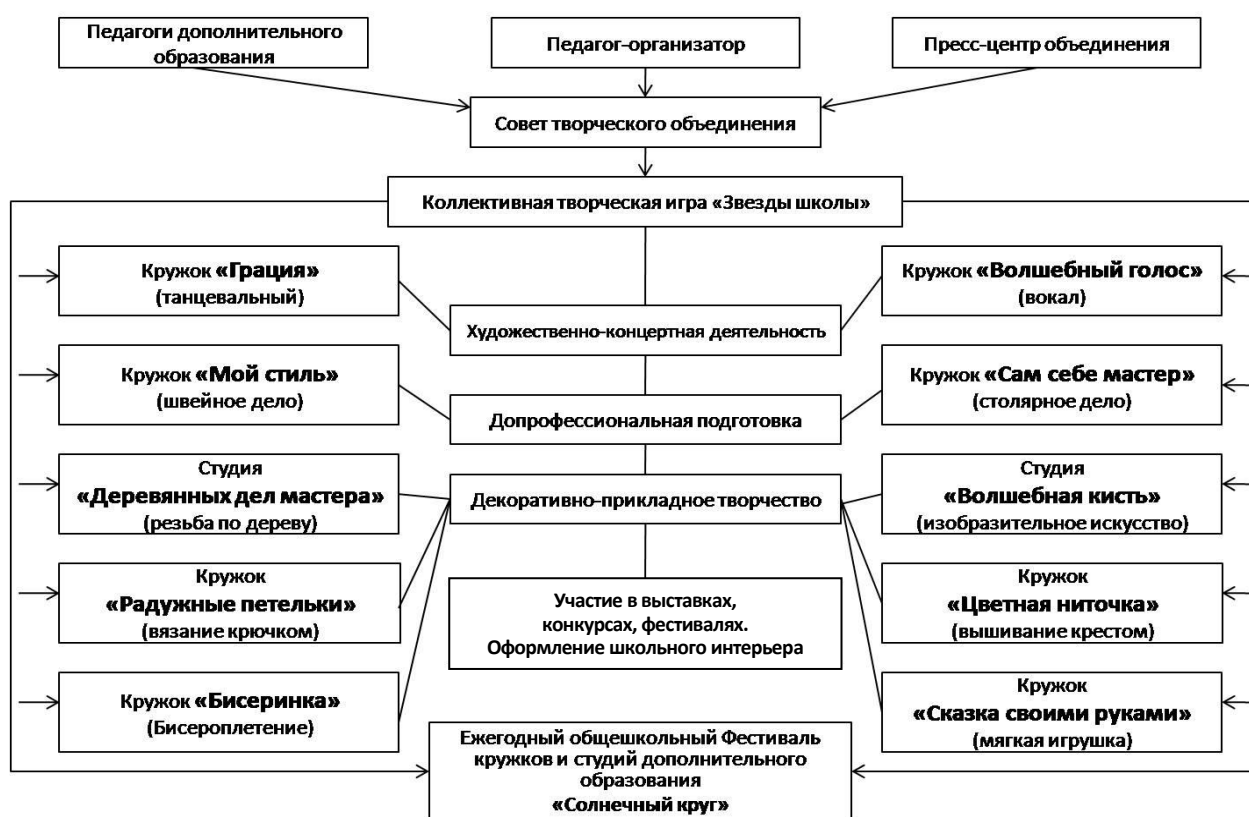 Педагоги дополнительного
образования
Педагог-организатор
Пресс-центр объединения
Совет творческого объединения
Коллективная творческая игра «Звезды школы»
Кружок «Грация»
(танцевальный)
Кружок «Волшебный голос»
(вокал)
Художественно-концертная деятельность
Кружок «Мой стиль»
(швейное дело)
Кружок «Сам себе мастер»
(столярное дело)
Допрофессиональная подготовка
Студия
«Деревянных дел мастера»
(резьба по дереву)
Декоративно-прикладное творчество
Студия
«Волшебная кисть»
(изобразительное искусство)
Кружок
«Радужные петельки»
(вязание крючком)
Участие в выставках,
конкурсах, фестивалях.
Оформление школьного интерьера
Кружок
«Цветная ниточка»
(вышивание крестом)
Кружок «Бисеринка»
(Бисероплетение)
Кружок
«Сказка своими руками»
(мягкая игрушка)
Ежегодный общешкольный Фестиваль
кружков и студий дополнительного
образования
«Солнечный круг»